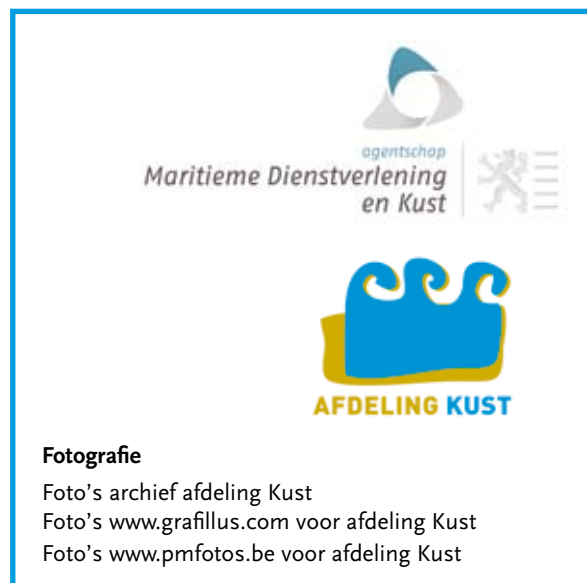 agentschap
Maritieme Dienstverlening
en Kust
AFDELING KUST
Fotografie
Foto's archief afdeling Kust
Foto's www.grafillus.com voor afdeling Kust
Foto's www.pmfotos.be voor afdeling Kust